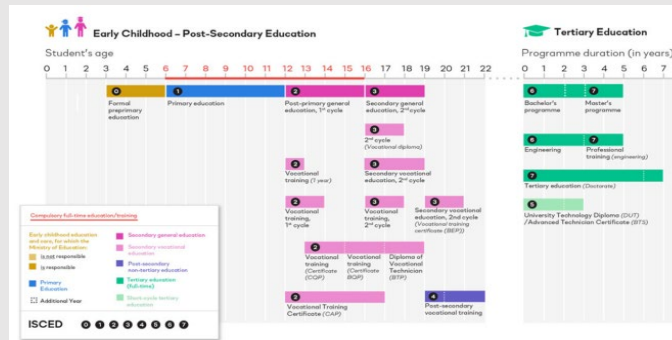 Early Childhood – Post-Secondary Education
Tertiary Education
Student's age
Programme duration (in years)
0 1 2 3 4 5 6 7 8 9 10 11 12 13 14 15 16 17 18 19 20 21 22
0 1 2 3 4 5 6 7
0
Formal
preprimary
education
1
Primary education
2
Post-primary general
education, 1st cycle
3
Secondary general
education, 2nd cycle
3
2nd cycle
(Vocational diploma)
2
Vocational
training (1 year)
3
Secondary vocational
education, 2nd cycle
2
Vocational
training,
1st cycle
3
Vocational
training,
2nd cycle
3
Secondary vocational
education, 2nd cycle
(Vocational training
certificate (BEP))
2
Vocational
training
(Certificate
(CQP)
Vocational
training
(Certificate
BQP)
Diploma of
Vocational
Technician
(BTP)
2
Vocational Training
Certificate (CAP)
4
Post-secondary
vocational training
6
Bachelor's
programme
7
Master's
programme
6
Engineering
7
Professional
training (engineering)
7
Tertiary education (Doctorate)
5
University Technology Diploma (DUT)
/Advanced Technician Certificate (BTS)
Compulsory full-time education/training
Early childhood education
and care, for which the
Ministry of Education:
is not responsible
is responsible
Primary
Education
Additional Year
Secondary general education
Secondary vocational
education
Post-secondary
non-tertiary education
Tertiary education
(full-time)
Short-cycle tertiary
education
ISCED 0 1 2 3 4 5 6 7